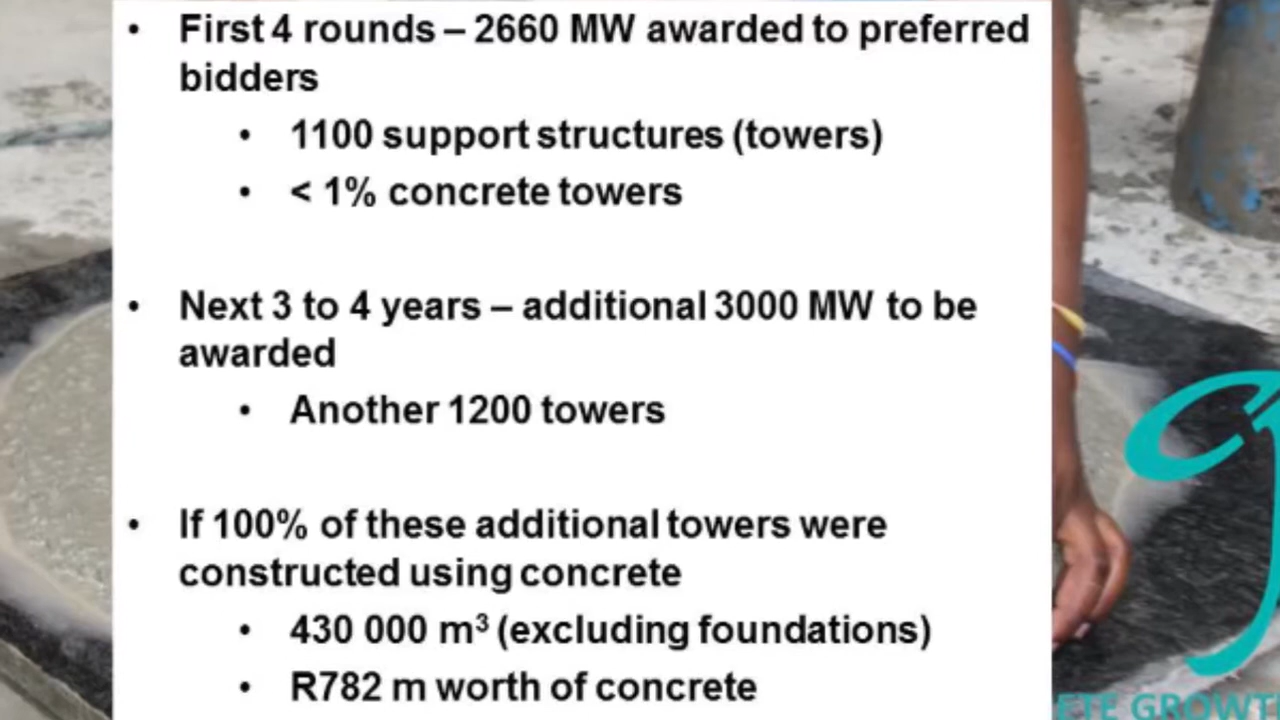 • First 4 rounds – 2660 MW awarded to preferred
bidders
• 1100 support structures (towers)
• < 1% concrete towers
• Next 3 to 4 years – additional 3000 MW to be
awarded
• Another 1200 towers
• If 100% of these additional towers were
constructed using concrete
• 430 000 m³ (excluding foundations)
• R782 m worth of concrete